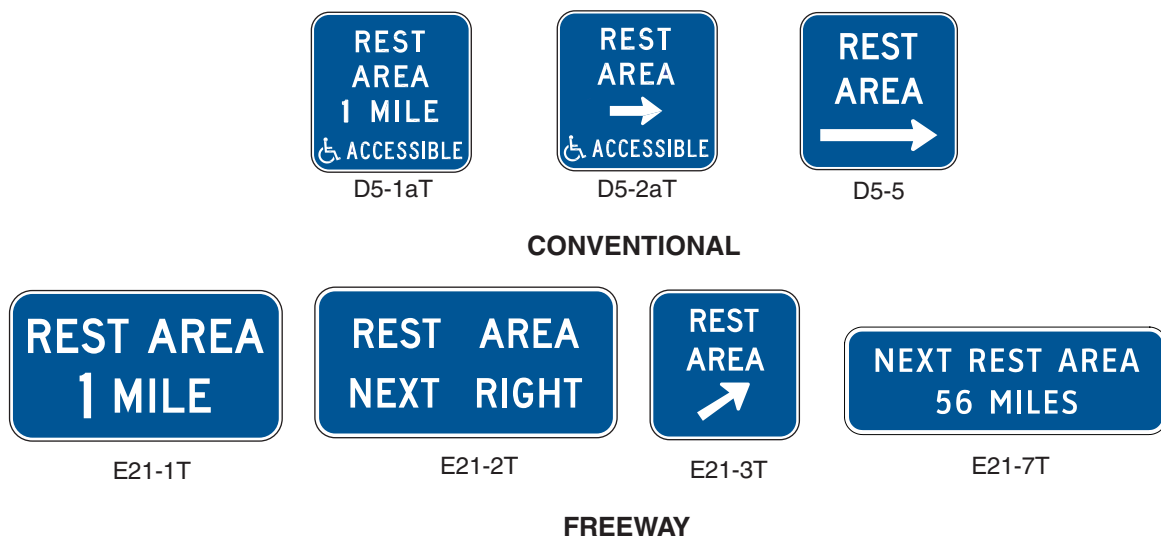 REST
AREA
1 MILE
ACCESSIBLE
D5-1aT
REST
AREA
ACCESSIBLE
D5-2aT
REST
AREA
D5-5
CONVENTIONAL
REST AREA
1 MILE
E21-1T
REST AREA
NEXT RIGHT
E21-2T
REST
AREA
E21-3T
NEXT REST AREA
56 MILES
E21-7T
FREEWAY